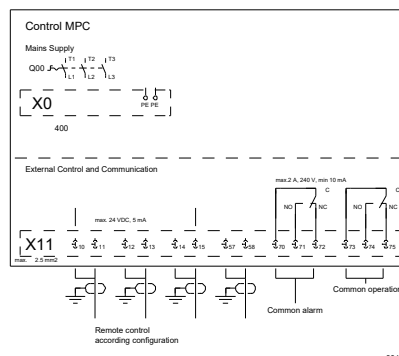 Control MPC
Mains Supply
T1 T2 T3
Q00
L1 L2 L3
X0
PE PE
400
External Control and Communication
max.2 A, 240 V, min 10 mA
C C
max. 24 VDC, 5 mA
NO NC NO NC
X11
10 11 12 13 14 15 57 58 70 71 72 73 74 75
max. 2.5 mm2
Common operation
Common alarm
Remote control
according configuration